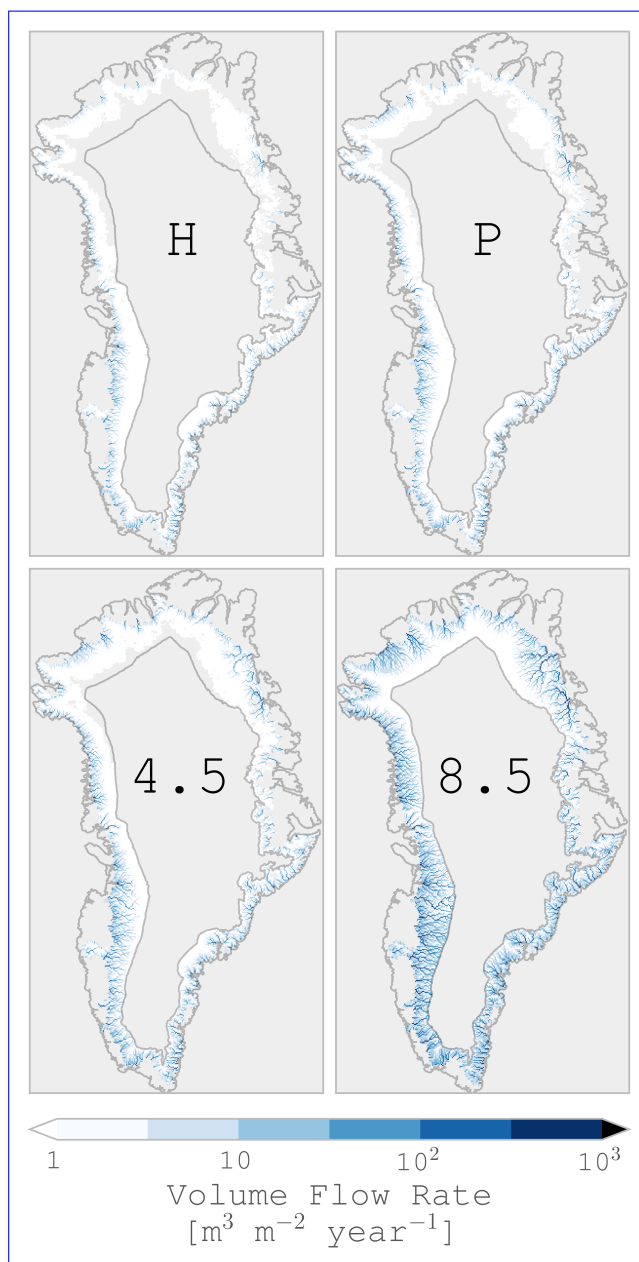 H P
4.5 8.5
1 10 10² 10³
Volume Flow Rate
[m³ m⁻² year⁻¹]